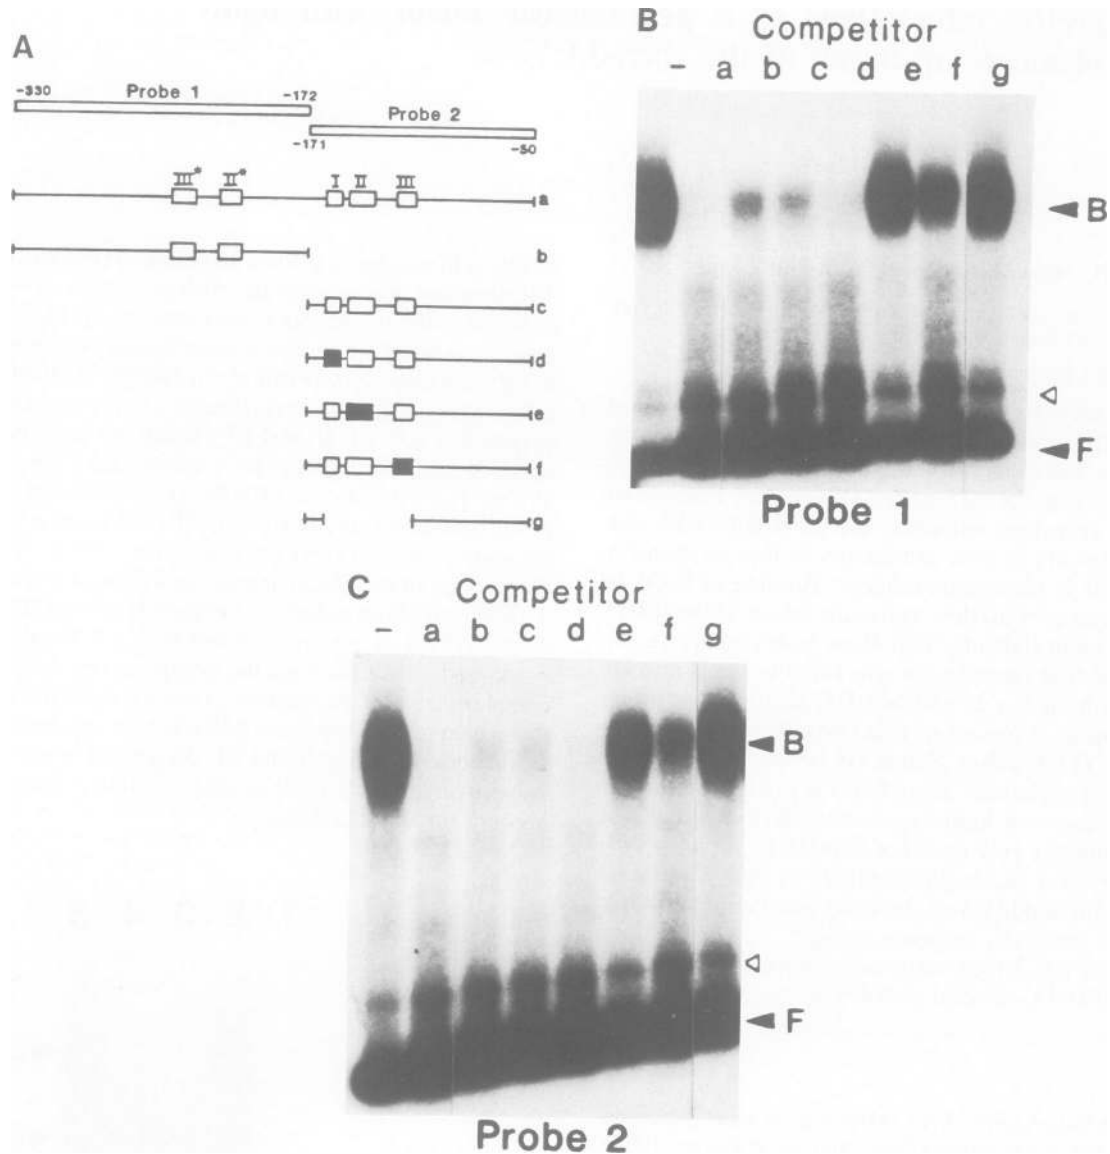 A
-330 Probe 1 -172
Probe 2
-171 -50
III* II* I II III
a
b
c
d
e
f
g
B
Competitor
– a b c d e f g
B
F
Probe 1
C Competitor
– a b c d e f g
B
F
Probe 2